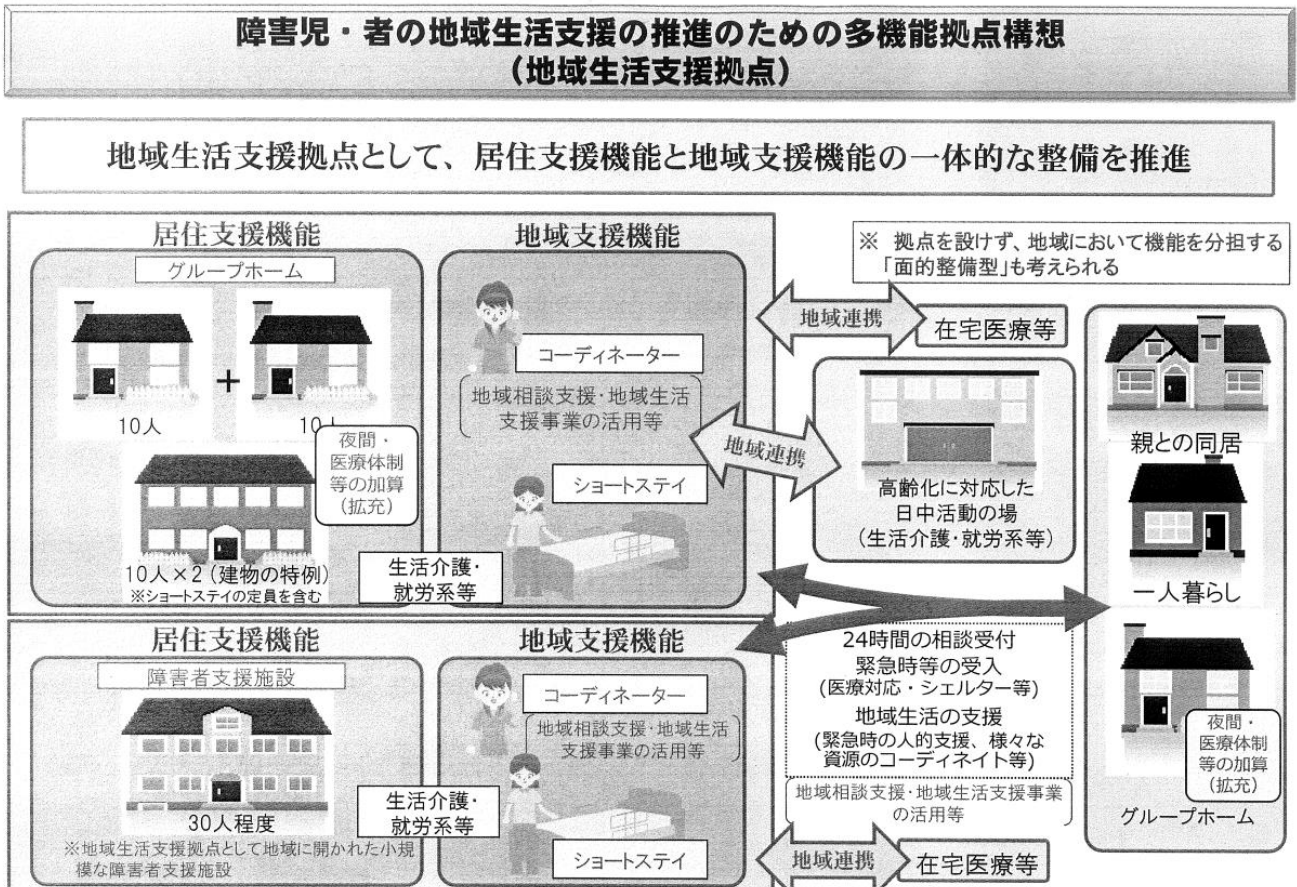 障害児・者の地域生活支援の推進のための多機能拠点構想
（地域生活支援拠点）
地域生活支援拠点として、居住支援機能と地域支援機能の一体的な整備を推進
居住支援機能
グループホーム
+
10人
10人
夜間・
医療体制
等の加算
（拡充）
10人×2（建物の特例）
※ショートステイの定員を含む
生活介護・
就労系等
地域支援機能
コーディネーター
地域相談支援・地域生活
支援事業の活用等
ショートステイ
※ 拠点を設けず、地域において機能を分担する
「面的整備型」も考えられる
地域連携
在宅医療等
地域連携
高齢化に対応した
日中活動の場
（生活介護・就労系等）
親との同居
一人暮らし
夜間・
医療体制
等の加算
（拡充）
グループホーム
24時間の相談受付
緊急時等の受入
(医療対応・シェルター等)
地域生活の支援
(緊急時の人的支援、様々な
資源のコーディネイト等)
地域相談支援・地域生活支援事業
の活用等
居住支援機能
障害者支援施設
30人程度
※地域生活支援拠点として地域に開かれた小規
模な障害者支援施設
生活介護・
就労系等
地域支援機能
コーディネーター
地域相談支援・地域生活
支援事業の活用等
ショートステイ
地域連携
在宅医療等